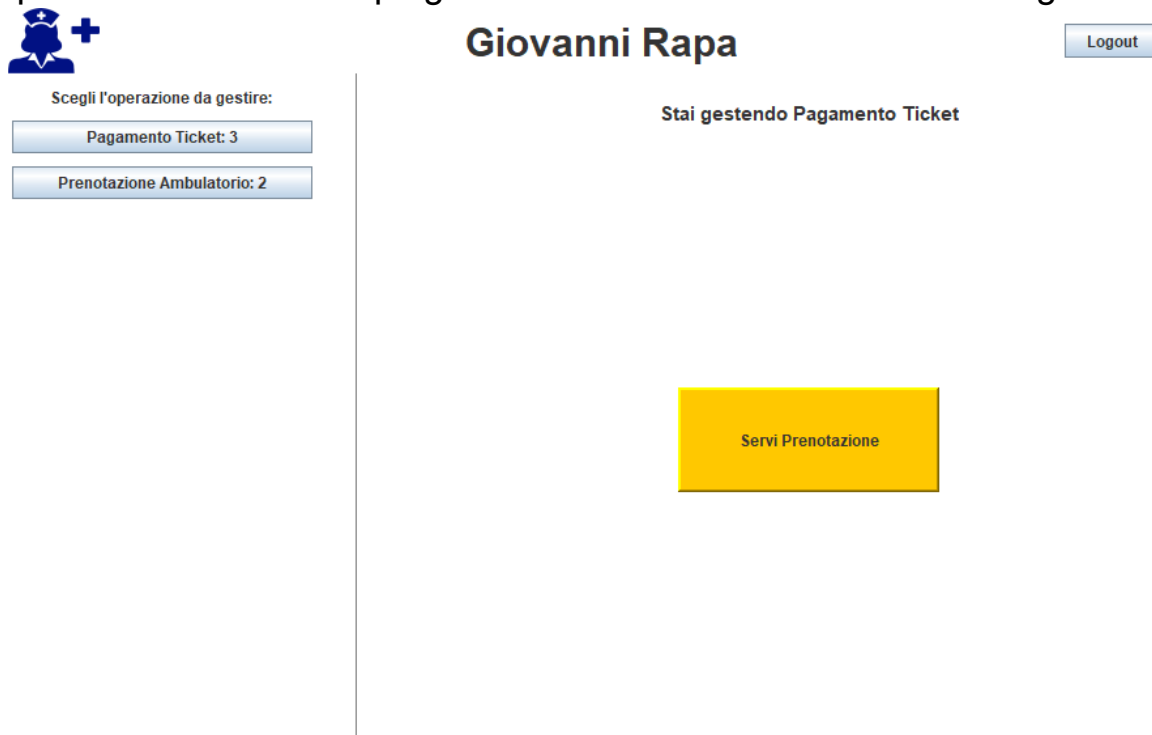 Giovanni Rapa
Logout
Scegli l'operazione da gestire:
Pagamento Ticket: 3
Prenotazione Ambulatorio: 2
Stai gestendo Pagamento Ticket
Servi Prenotazione